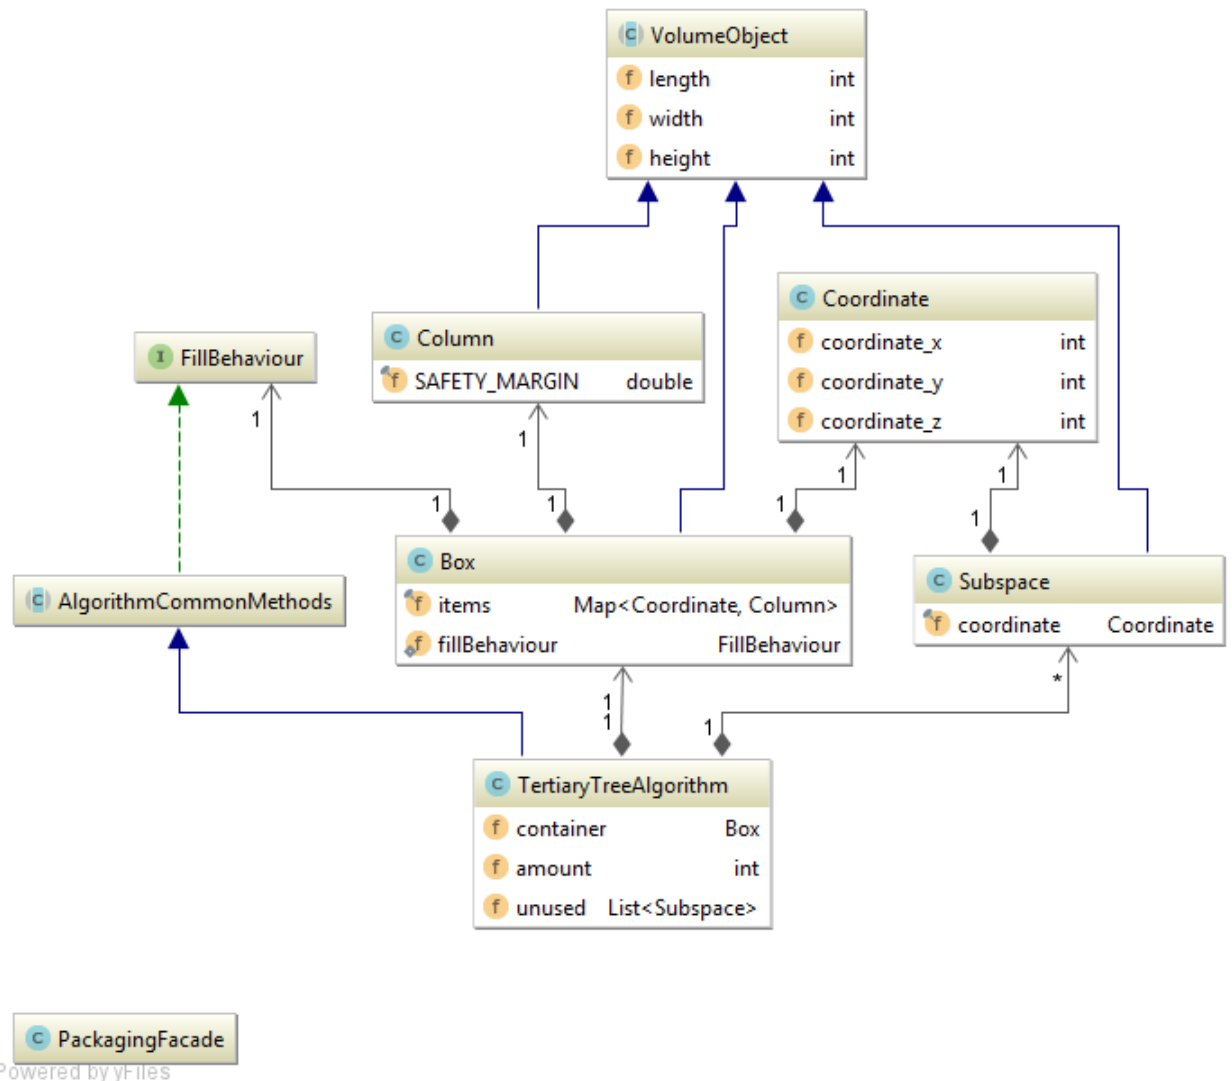 VolumeObject
length int
width int
height int
Coordinate
coordinate_x int
coordinate_y int
coordinate_z int
Column
SAFETY_MARGIN double
FillBehaviour
1
1
1
1
1
1
1
1
Box
items Map<Coordinate, Column>
fillBehaviour FillBehaviour
Subspace
coordinate Coordinate
AlgorithmCommonMethods
*
1
1
1
TertiaryTreeAlgorithm
container Box
amount int
unused List<Subspace>
PackagingFacade
Powered by yFiles